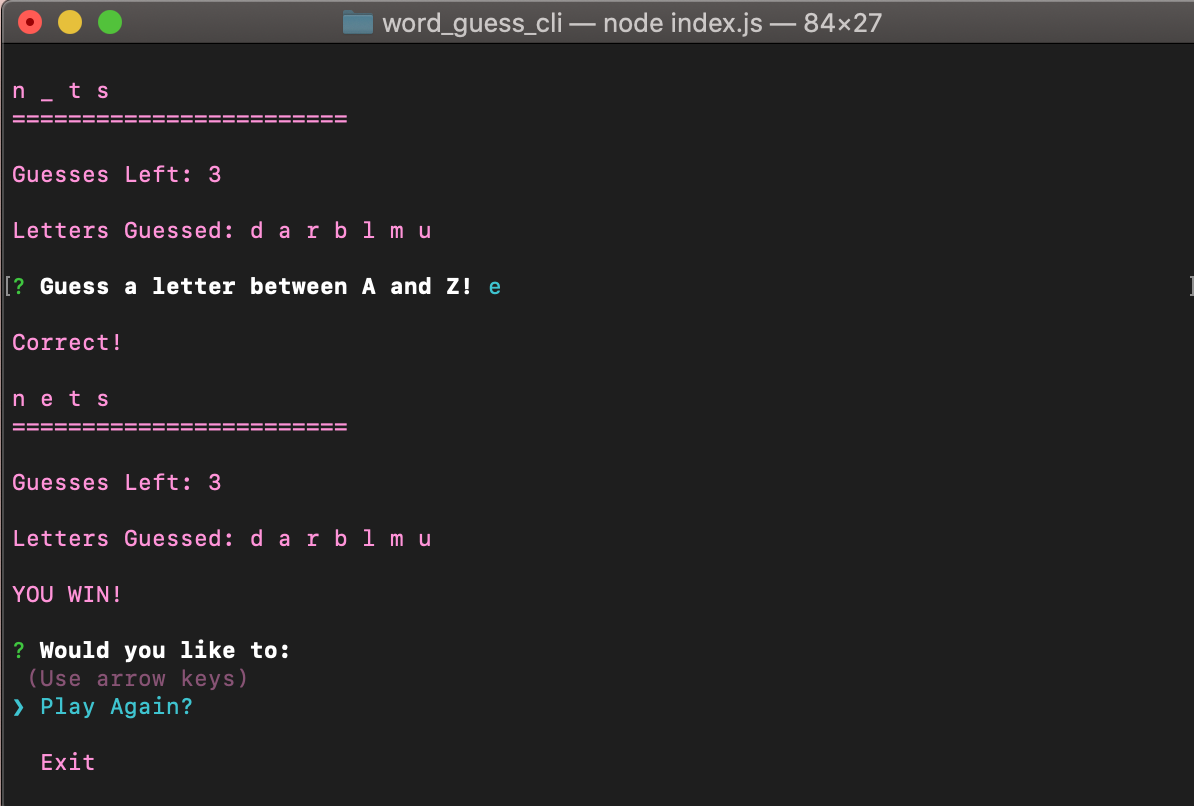 word_guess_cli — node index.js — 84×27
n _ t s
========================
Guesses Left: 3
Letters Guessed: d a r b l m u
[? Guess a letter between A and Z! e ]
Correct!
n e t s
========================
Guesses Left: 3
Letters Guessed: d a r b l m u
YOU WIN!
? Would you like to:
(Use arrow keys)
❯ Play Again?
Exit